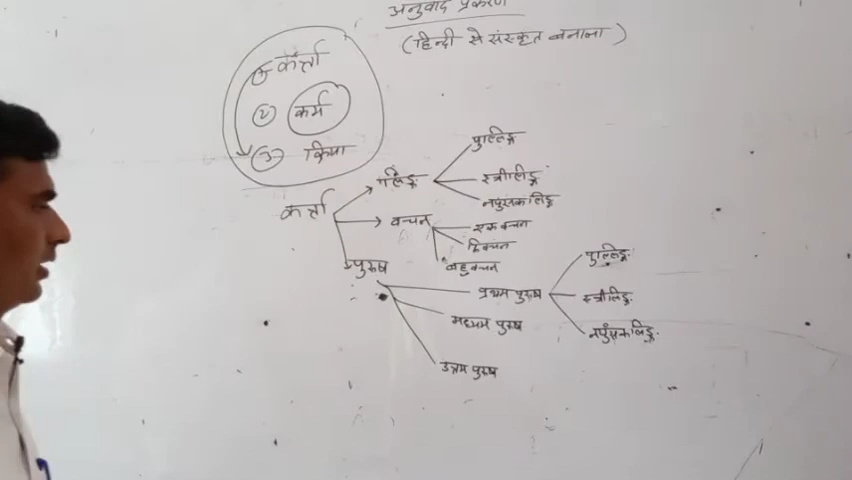 अनुवाद प्रकरण
(हिन्दी से संस्कृत बनाना)
① कर्त्ता
② कर्म
③ क्रिया
कर्त्ता
लिङ्ग
पुल्लिङ्ग
स्त्रीलिङ्ग
नपुंसकलिङ्ग
वचन
एकवचन
द्विवचन
बहुवचन
पुरुष
प्रथम पुरुष
पुल्लिङ्ग
स्त्रीलिङ्ग
नपुंसकलिङ्ग
मध्यम पुरुष
उत्तम पुरुष